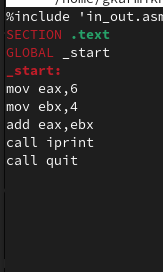 %include 'in_out.asm
SECTION .text
GLOBAL _start
_start:
mov eax,6
mov ebx,4
add eax,ebx
call iprint
call quit